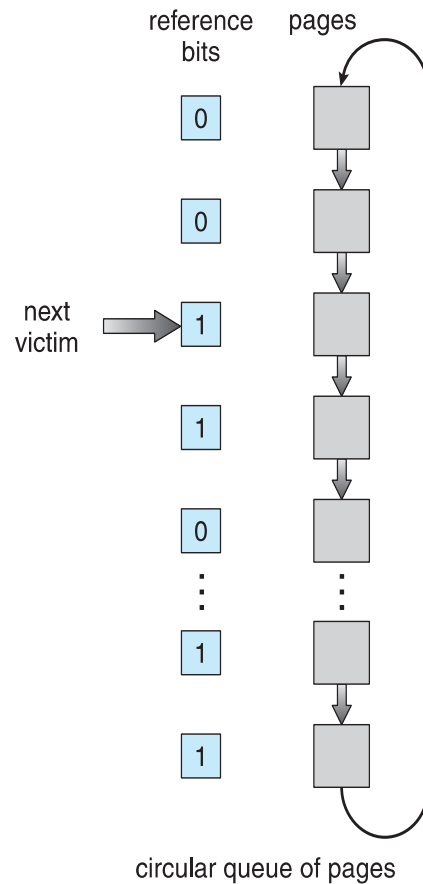 reference
bits
pages
0
0
next
victim
1
1
0
1
1
circular queue of pages